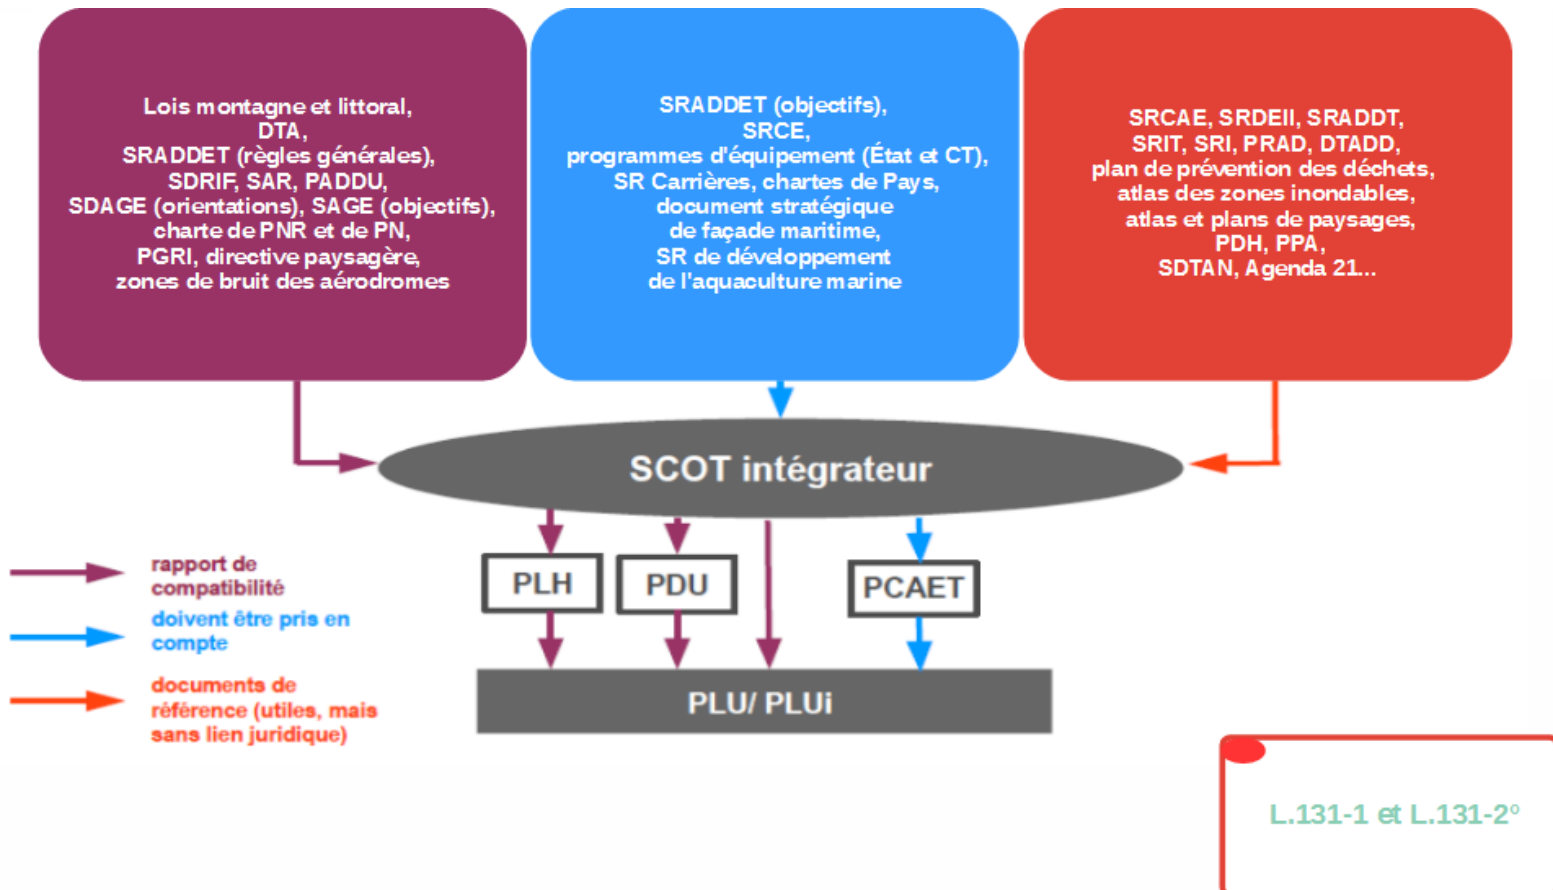 Lois montagne et littoral,
DTA,
SRADDET (règles générales),
SDRIF, SAR, PADDU,
SDAGE (orientations), SAGE (objectifs),
charte de PNR et de PN,
PGRI, directive paysagère,
zones de bruit des aérodromes
SRADDET (objectifs),
SRCE,
programmes d'équipement (État et CT),
SR Carrières, chartes de Pays,
document stratégique
de façade maritime,
SR de développement
de l'aquaculture marine
SRCAE, SRDEII, SRADDT,
SRIT, SRI, PRAD, DTADD,
plan de prévention des déchets,
atlas des zones inondables,
atlas et plans de paysages,
PDH, PPA,
SDTAN, Agenda 21...
SCOT intégrateur
PLH
PDU
PCAET
PLU/ PLUi
rapport de
compatibilité
doivent être pris en
compte
documents de
référence (utiles, mais
sans lien juridique)
L.131-1 et L.131-2°